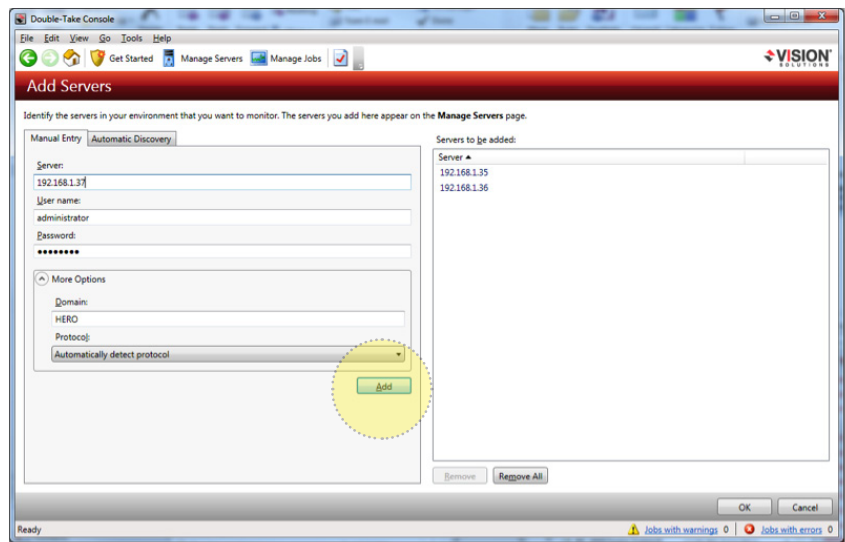 Double-Take Console
File Edit View Go Tools Help
Get Started Manage Servers Manage Jobs
VISION
SOLUTIONS
Add Servers
Identify the servers in your environment that you want to monitor. The servers you add here appear on the Manage Servers page.
Manual Entry Automatic Discovery
Server:
192.168.1.37
User name:
administrator
Password:
••••••••
More Options
Domain:
HERO
Protocol:
Automatically detect protocol
Add
Servers to be added:
Server
192.168.1.35
192.168.1.36
Remove Remove All
OK Cancel
Ready
Jobs with warnings 0 Jobs with errors 0